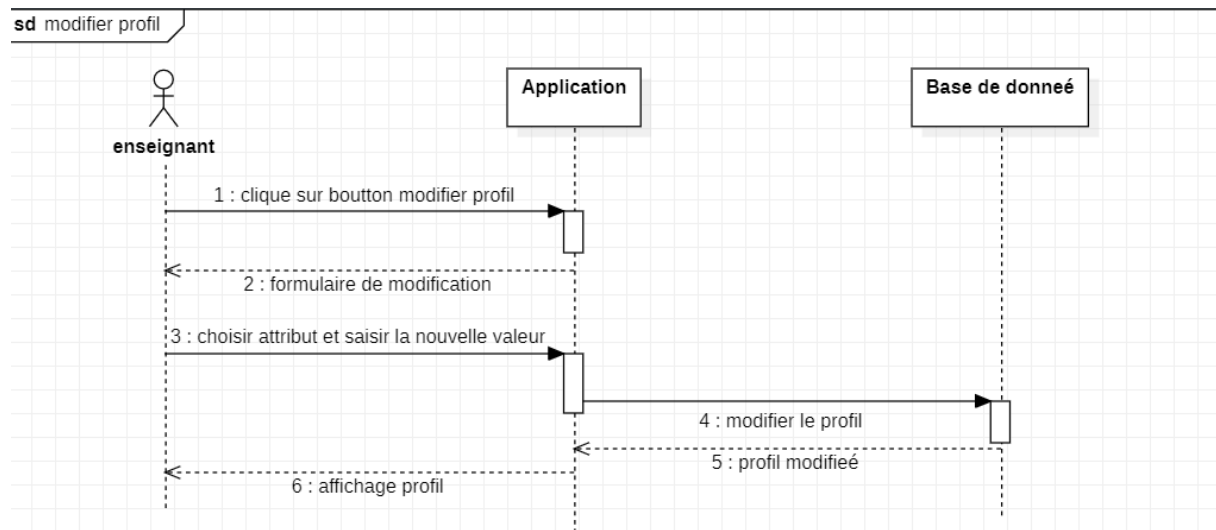 sd modifier profil
enseignant
Application
Base de donneé
1 : clique sur boutton modifier profil
2 : formulaire de modification
3 : choisir attribut et saisir la nouvelle valeur
4 : modifier le profil
5 : profil modifieé
6 : affichage profil